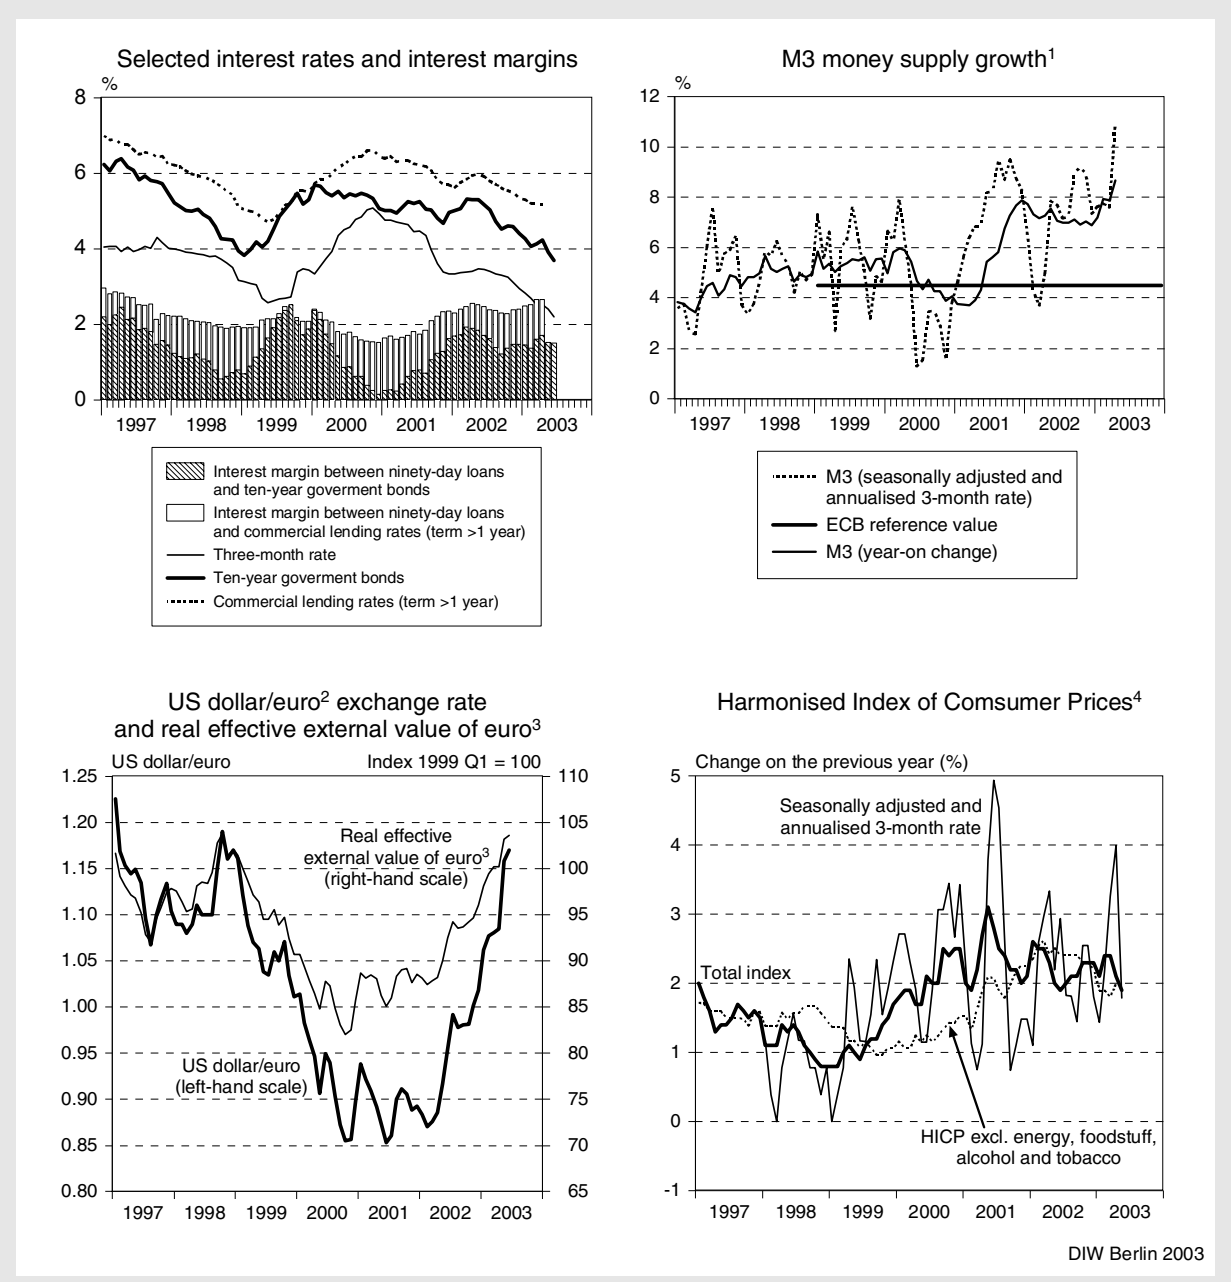 Selected interest rates and interest margins
%
8
6
4
2
0
1997 1998 1999 2000 2001 2002 2003
Interest margin between ninety-day loans
and ten-year goverment bonds
Interest margin between ninety-day loans
and commercial lending rates (term >1 year)
Three-month rate
Ten-year goverment bonds
Commercial lending rates (term >1 year)
M3 money supply growth¹
%
12
10
8
6
4
2
0
1997 1998 1999 2000 2001 2002 2003
M3 (seasonally adjusted and
annualised 3-month rate)
ECB reference value
M3 (year-on change)
US dollar/euro² exchange rate
and real effective external value of euro³
US dollar/euro Index 1999 Q1 = 100
1.25 110
1.20 105
1.15 100
1.10 95
1.05 90
1.00 85
0.95 80
0.90 75
0.85 70
0.80 65
Real effective
external value of euro³
(right-hand scale)
US dollar/euro
(left-hand scale)
1997 1998 1999 2000 2001 2002 2003
Harmonised Index of Comsumer Prices⁴
Change on the previous year (%)
5
4
3
2
1
0
-1
Seasonally adjusted and
annualised 3-month rate
Total index
HICP excl. energy, foodstuff,
alcohol and tobacco
1997 1998 1999 2000 2001 2002 2003
DIW Berlin 2003